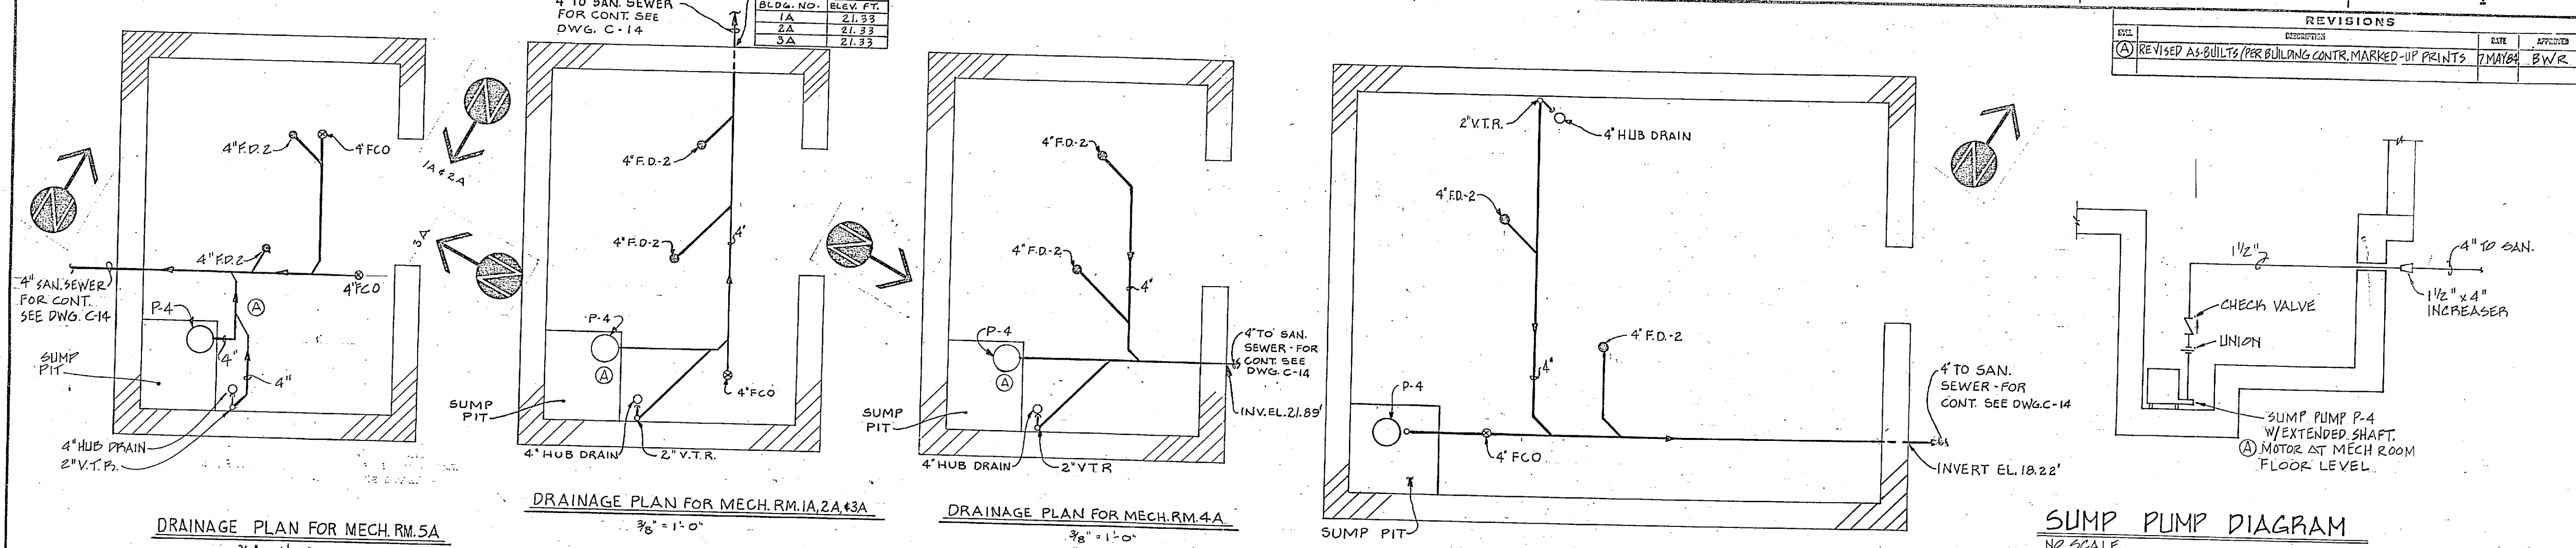 4" TO SAN. SEWER
FOR CONT. SEE
DWG. C-14
BLDG. NO. ELEV. FT.
1A 21.33
2A 21.33
3A 21.33
REVISIONS
DESCRIPTION DATE APPROVED
A REVISED AS-BUILTS/PER BUILDING CONTR. MARKED-UP PRINTS 7 MAY 84 BWR
4"F.D.2
4"FCO
4"F.D.2
4"FCO
4" SAN. SEWER
FOR CONT.
SEE DWG. C-14
P-4
A
4"
4"
SUMP
PIT
4"HUB DRAIN
2"V.T.R.
DRAINAGE PLAN FOR MECH. RM. 5A
1A & 2A
3A
4"F.D-2
4"F.D-2
4"
P-4
A
4"FCO
SUMP
PIT
4"HUB DRAIN
2"V.T.R.
DRAINAGE PLAN FOR MECH. RM. 1A, 2A, & 3A
3/8" = 1'-0"
4"F.D.-2
4"F.D.-2
4"
P-4
A
4" TO SAN.
SEWER-FOR
CONT. SEE
DWG. C-14
INV. EL. 21.89'
SUMP
PIT
4"HUB DRAIN
2"VTR
DRAINAGE PLAN FOR MECH. RM. 4A
3/8" = 1'-0"
2"V.T.R.
4"HUB DRAIN
4"F.D.-2
4"F.D.-2
4"
P-4
4"FCO
4" TO SAN.
SEWER-FOR
CONT. SEE DWG. C-14
INVERT EL. 18.22'
SUMP PIT
1½"
4" TO SAN.
1½" x 4"
INCREASER
CHECK VALVE
UNION
SUMP PUMP P-4
W/EXTENDED SHAFT.
A MOTOR AT MECH ROOM
FLOOR LEVEL
SUMP PUMP DIAGRAM
NO SCALE